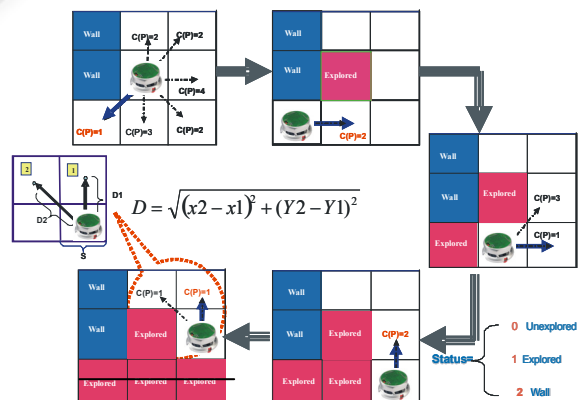 Wall
C(P)=2
C(P)=2
Wall
C(P)=4
C(P)=1
C(P)=3
C(P)=2
Wall
Wall
Explored
C(P)=2
Wall
Wall
Explored
C(P)=3
Explored
C(P)=1
2
1
D1
D2
S
D = √(x2 − x1)² + (Y2 − Y1)²
Wall
C(P)=1
C(P)=1
Wall
Explored
Explored
Explored
Explored
Wall
Wall
Explored
C(P)=2
Explored
Explored
Status=
0 Unexplored
1 Explored
2 Wall